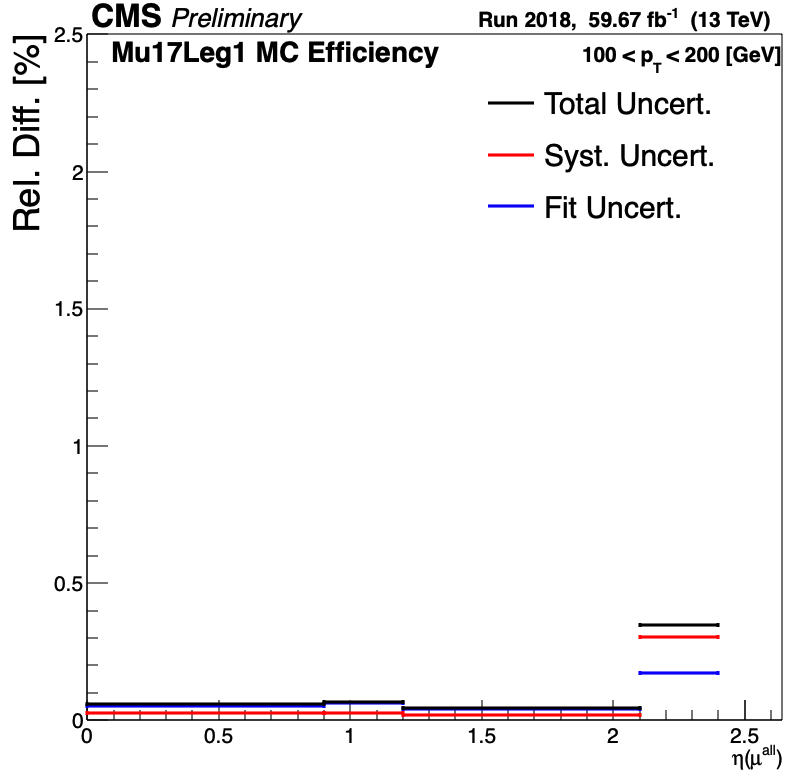 CMS Preliminary
Run 2018, 59.67 fb⁻¹ (13 TeV)
Mu17Leg1 MC Efficiency
100 < p_T < 200 [GeV]
Total Uncert.
Syst. Uncert.
Fit Uncert.
Rel. Diff. [%]
2.5
2
1.5
1
0.5
0
0 0.5 1 1.5 2 2.5
η(μ^all)